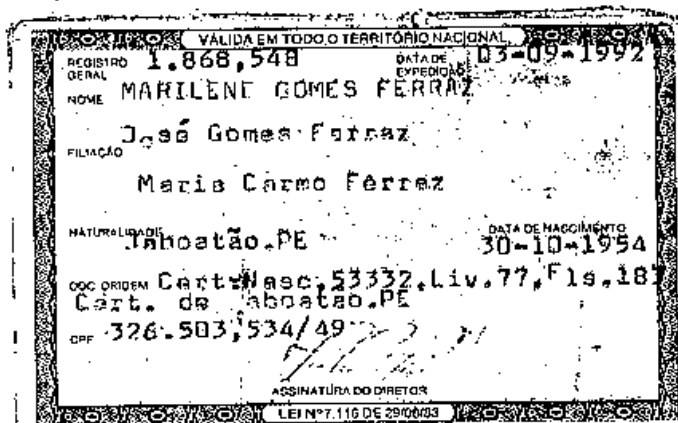 VÁLIDA EM TODO O TERRITÓRIO NACIONAL
REGISTRO GERAL 1.868,548 DATA DE EXPEDIÇÃO 03-09-1992
NOME MARILENE GOMES FERRAZ
José Gomes Ferraz
FILIAÇÃO
Maria Carmo Ferraz
NATURALIDADE Jaboatão.PE DATA DE NASCIMENTO 30-10-1954
DOC ORIGEM Cert.Nasc.53332.Liv.77,Fls.187
Cart. de Jaboatao.PE
CPF 326.503,534/49
ASSINATURA DO DIRETOR
LEI Nº 7.116 DE 29/08/83